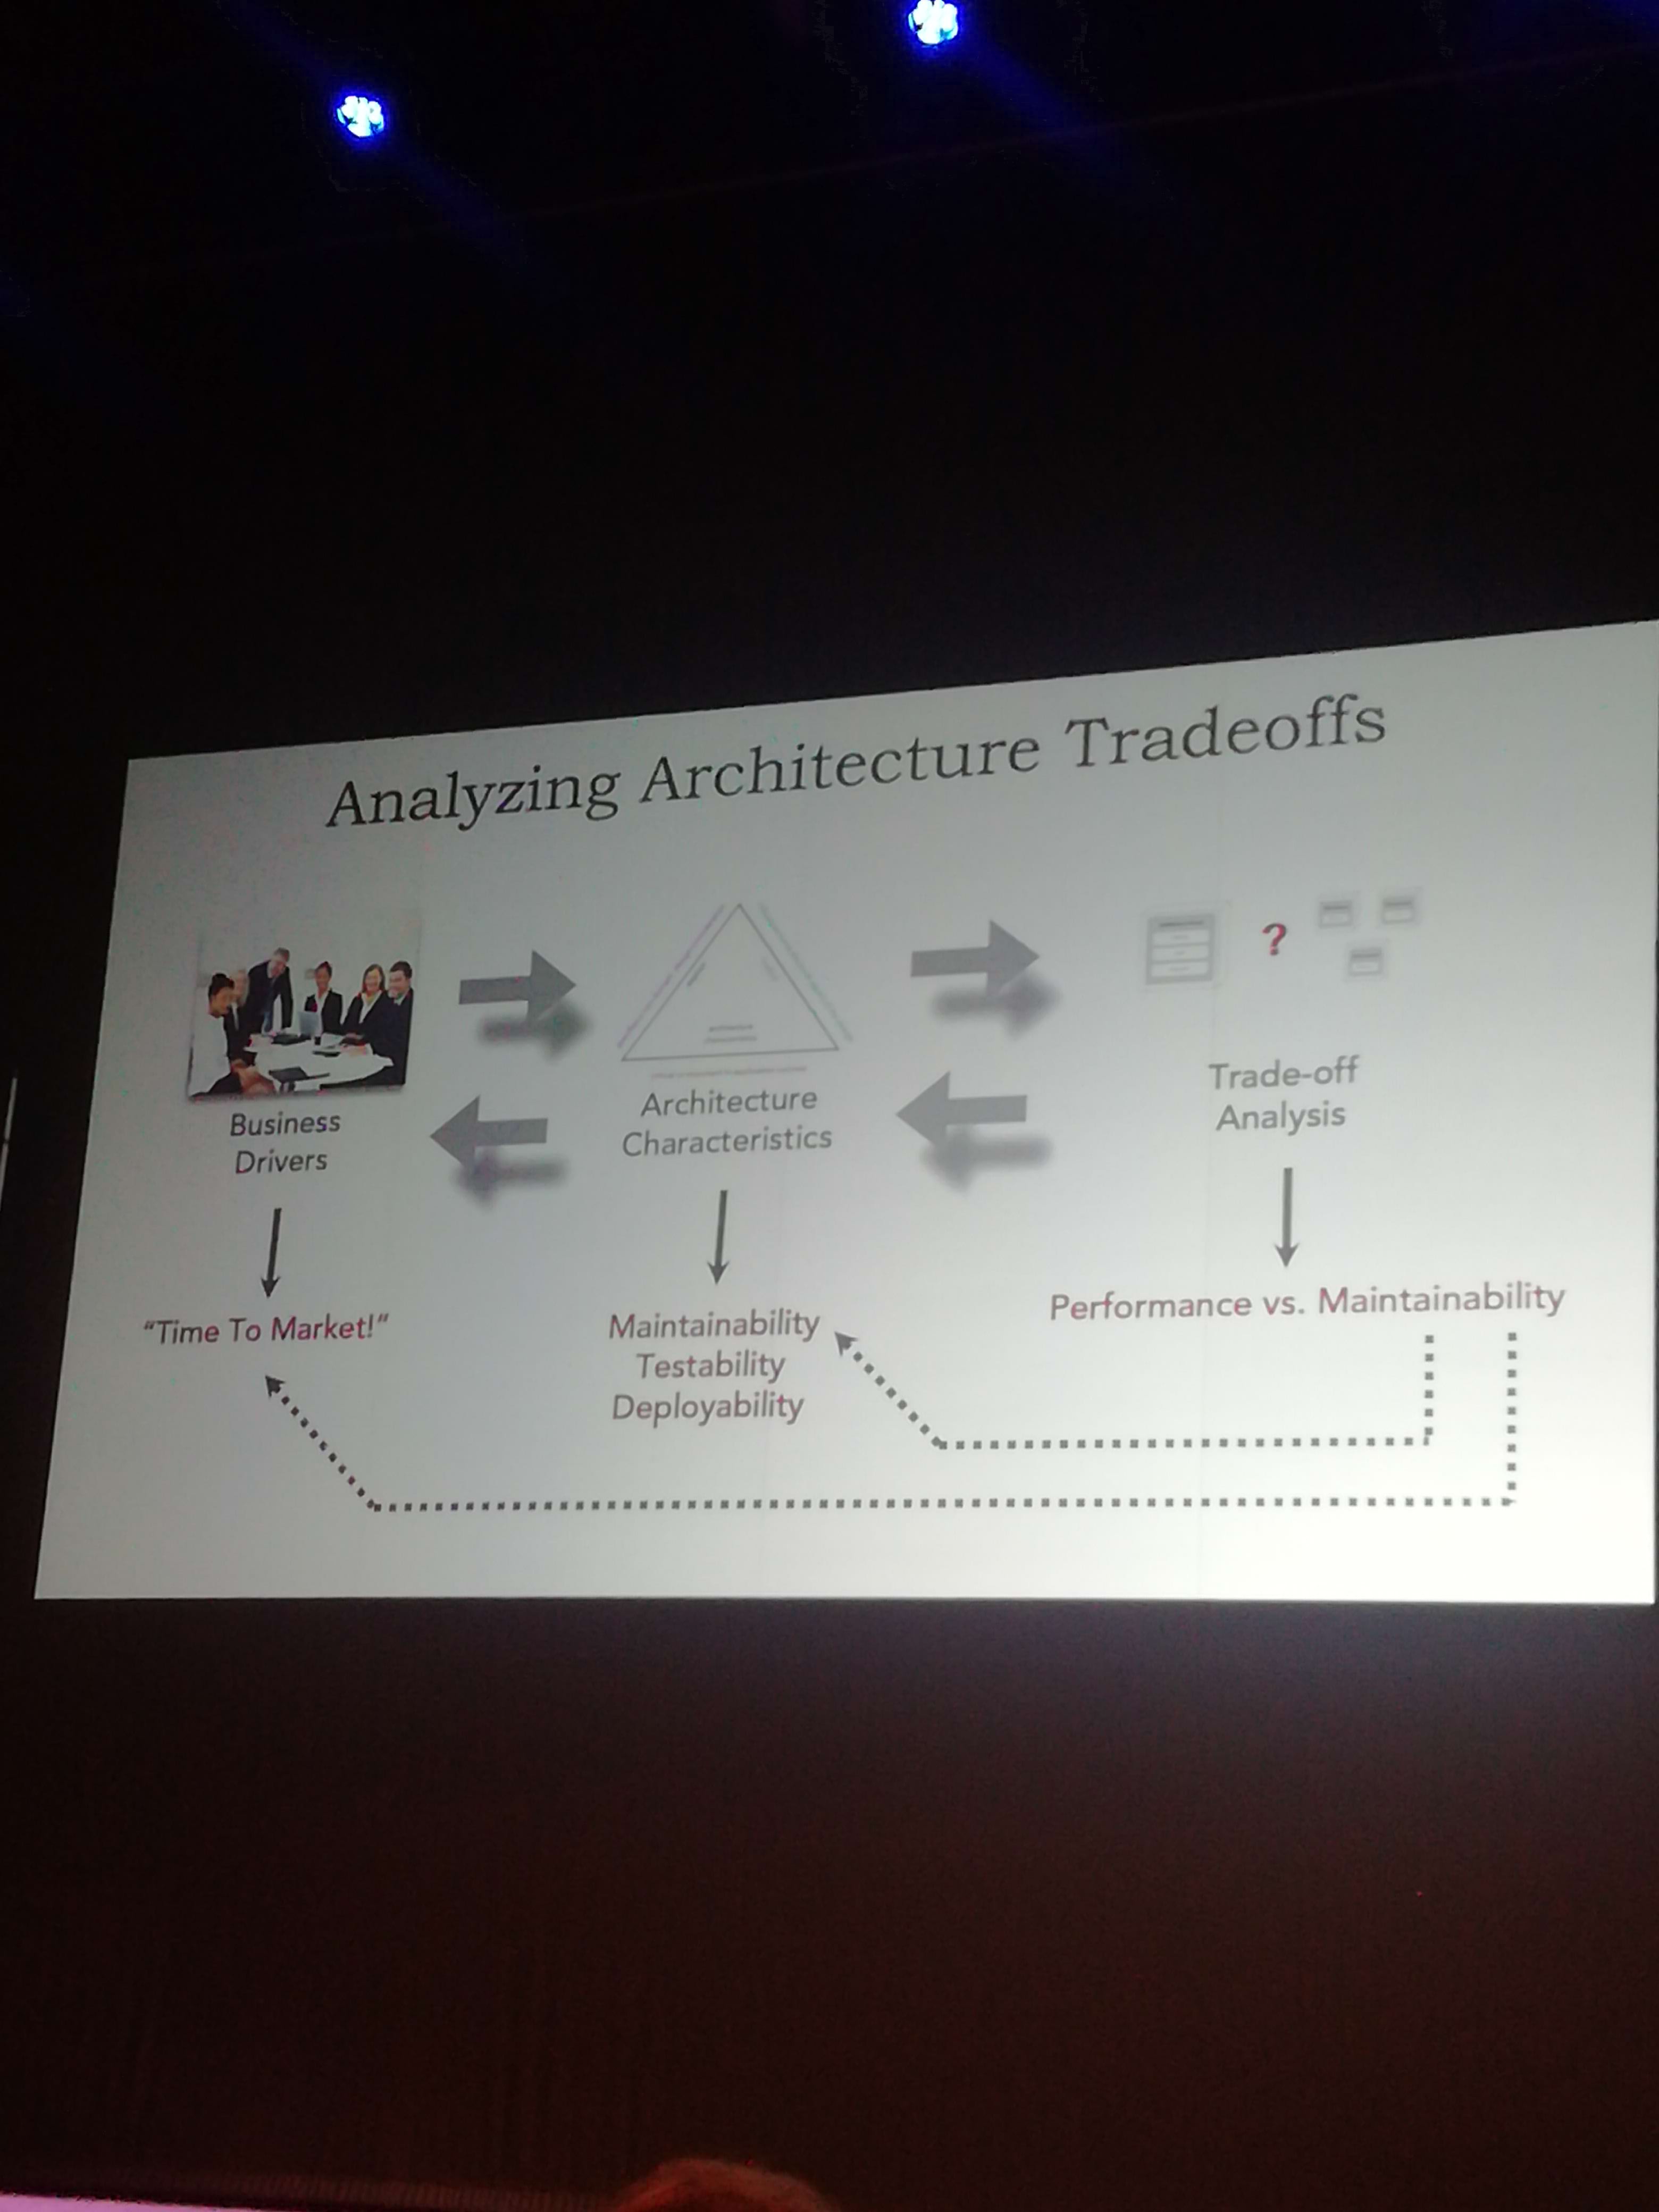 Analyzing Architecture Tradeoffs
?
Business
Drivers
Architecture
Characteristics
Trade-off
Analysis
“Time To Market!”
Maintainability
Testability
Deployability
Performance vs. Maintainability